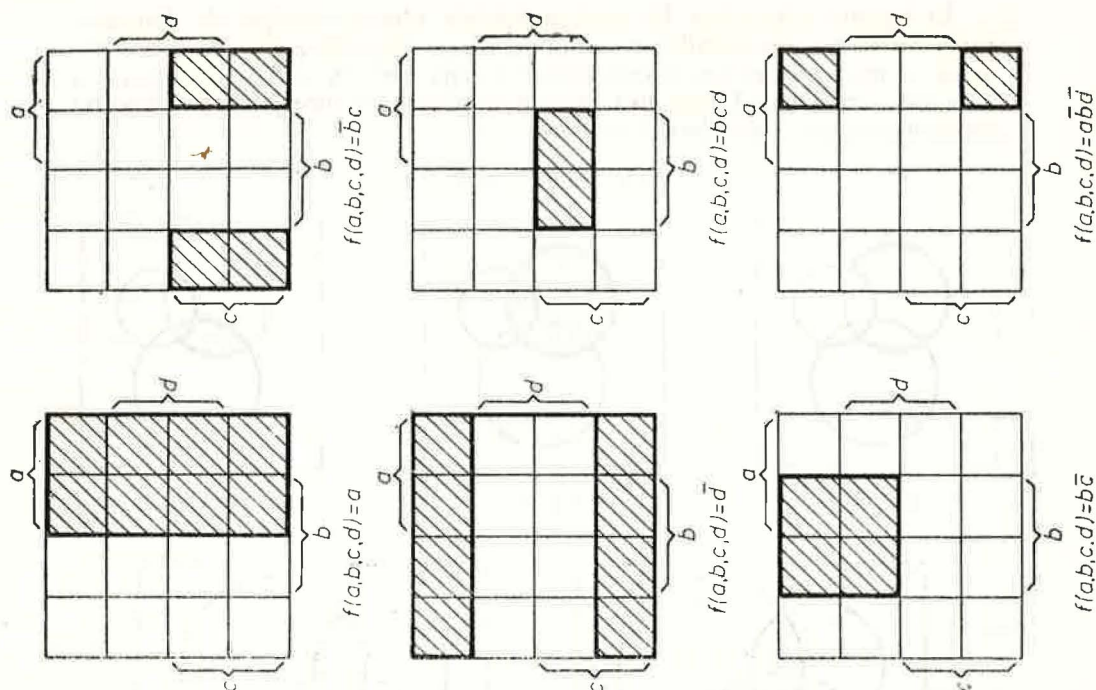 a
d
c
b
f(a,b,c,d)=a
a
d
c
b
f(a,b,c,d)=b̅c
a
d
c
b
f(a,b,c,d)=d̅
a
d
c
b
f(a,b,c,d)=bcd
a
d
c
b
f(a,b,c,d)=bc̅
a
d
c
b
f(a,b,c,d)=ab̅d̅